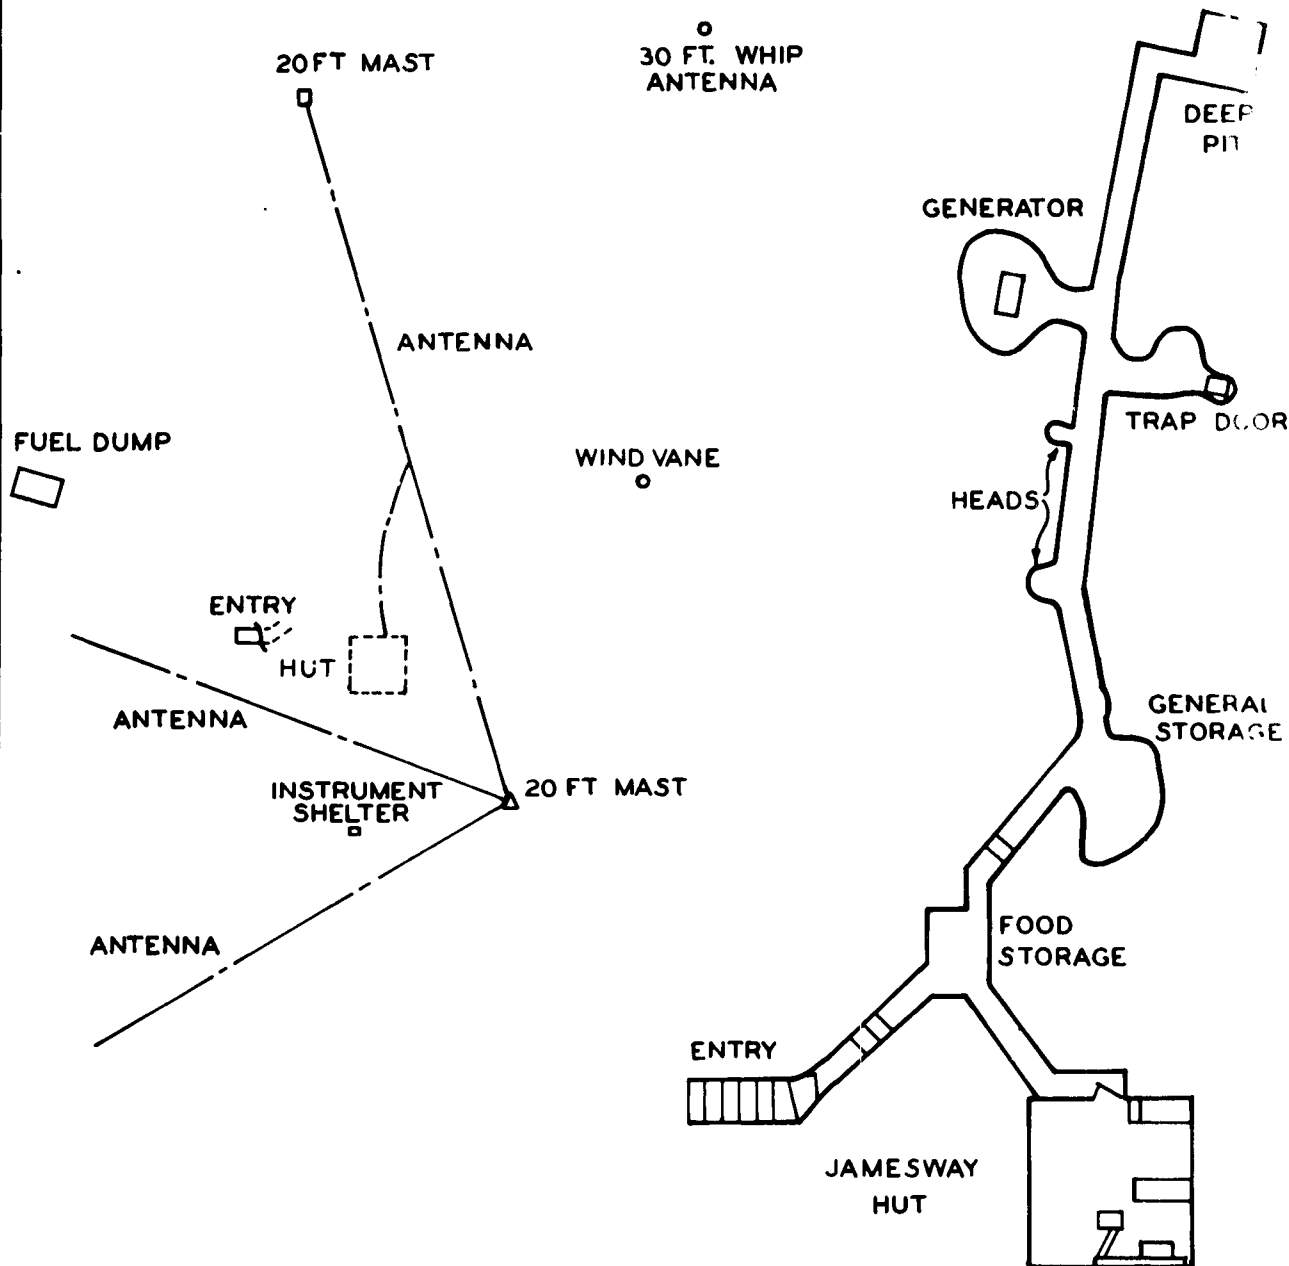 20 FT MAST
30 FT. WHIP
ANTENNA
DEEP
PIT
GENERATOR
ANTENNA
TRAP DOOR
FUEL DUMP
WIND VANE
HEADS
ENTRY
HUT
ANTENNA
GENERAL
STORAGE
INSTRUMENT
SHELTER
20 FT MAST
FOOD
STORAGE
ANTENNA
ENTRY
JAMESWAY
HUT